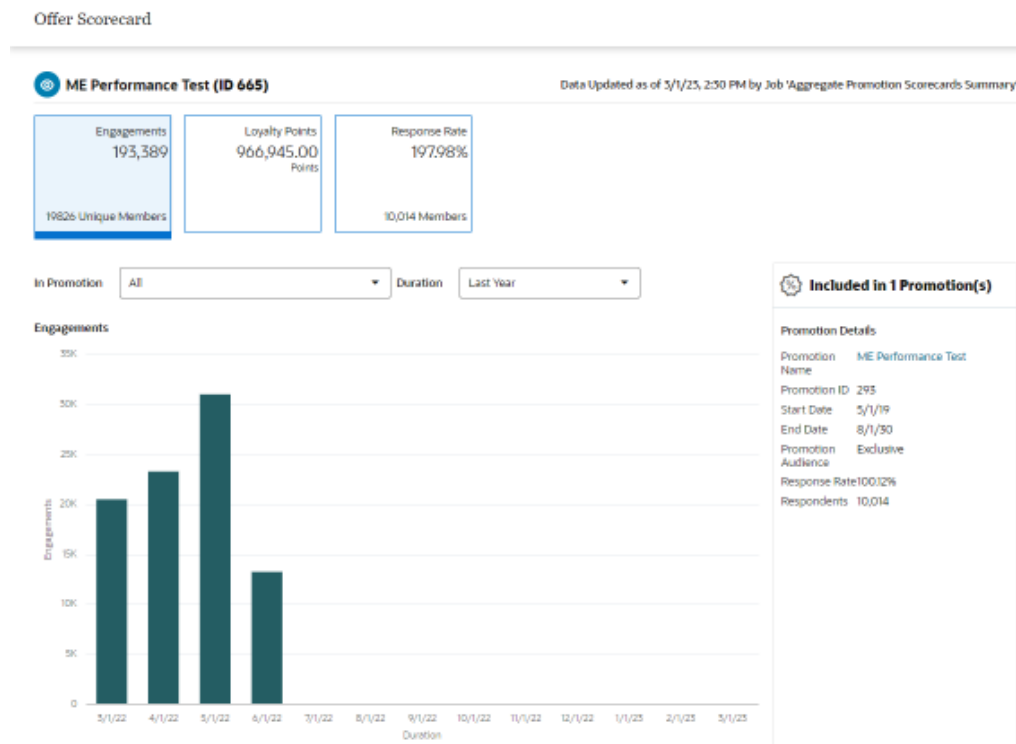 Offer Scorecard
ME Performance Test (ID 665)
Data Updated as of 3/1/23, 2:30 PM by Job 'Aggregate Promotion Scorecards Summary'
Engagements
193,389
19826 Unique Members
Loyalty Points
966,945.00
Points
Response Rate
197.98%
10,014 Members
In Promotion
All
Duration
Last Year
Engagements
35K
30K
25K
20K
15K
10K
5K
0
Engagements
3/1/22 4/1/22 5/1/22 6/1/22 7/1/22 8/1/22 9/1/22 10/1/22 11/1/22 12/1/22 1/1/23 2/1/23 3/1/23
Duration
Included in 1 Promotion(s)
Promotion Details
Promotion Name ME Performance Test
Promotion ID 293
Start Date 5/1/19
End Date 8/1/30
Promotion Audience Exclusive
Response Rate 100.12%
Respondents 10,014